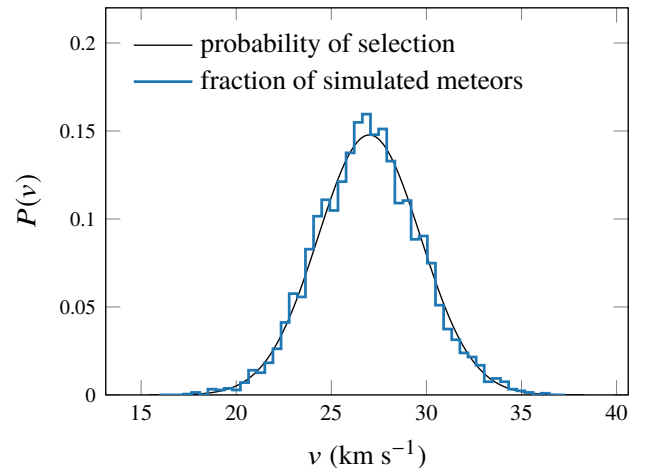 0.2
probability of selection
fraction of simulated meteors
0.15
P(v)
0.1
0.05
0
15 20 25 30 35 40
v (km s⁻¹)